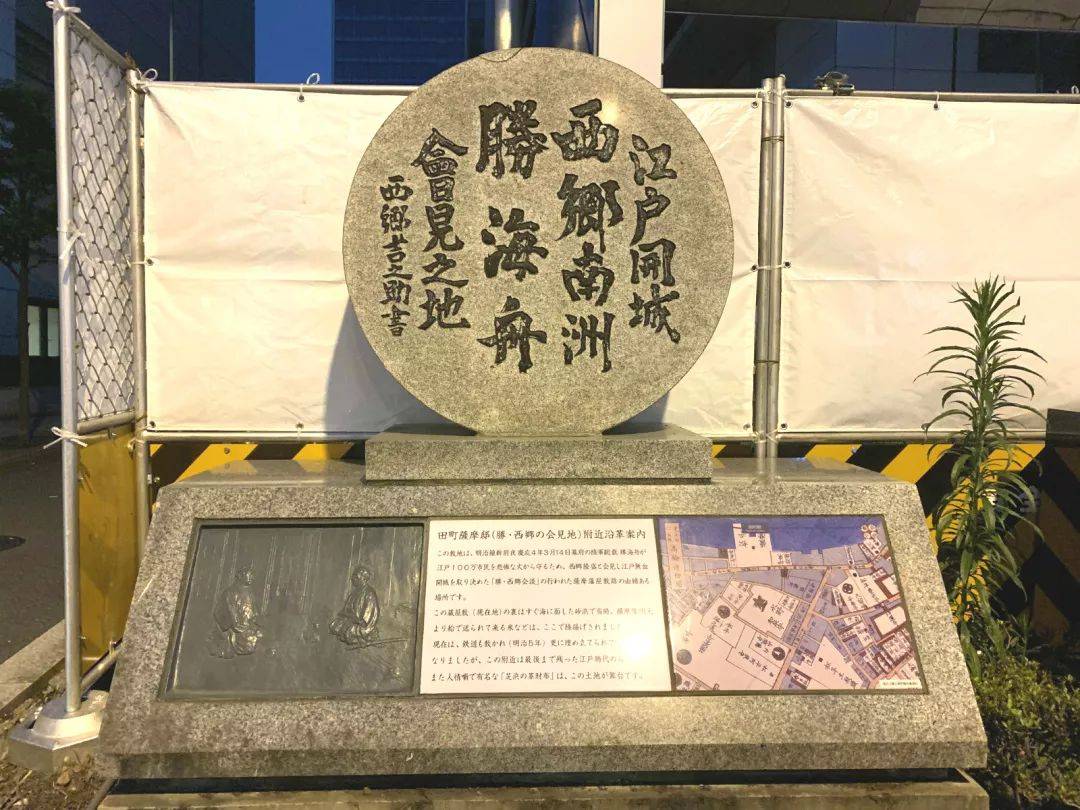 江戸開城
西郷南洲
勝海舟
會見之地
西郷吉之助書
田町薩摩邸(勝・西郷の会見地)附近沿革案内
この敷地は、明治維新前夜慶応4年3月14日幕府の陸軍総裁 勝海舟が
江戸100万市民を悲惨な火から守るため、西郷隆盛と会見し江戸無血
開城を取り決めた「勝・西郷会談」の行われた薩摩藩屋敷跡の由緒ある
場所です。
この蔵屋敷(現在地)の裏はすぐ海に面した砂浜で
より船で送られて来る米などは、ここで陸揚げされま
現在は、鉄道も敷かれ(明治5年)更に埋め立てられて
なりましたが、この附近は最後まで残った江戸時代の
また人情噺で有名な「芝浜の革財布」は、この土地が舞台です。